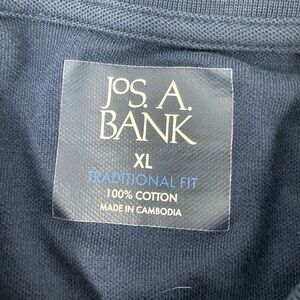 JOS. A.
BANK
XL
TRADITIONAL FIT
100% COTTON
MADE IN CAMBODIA